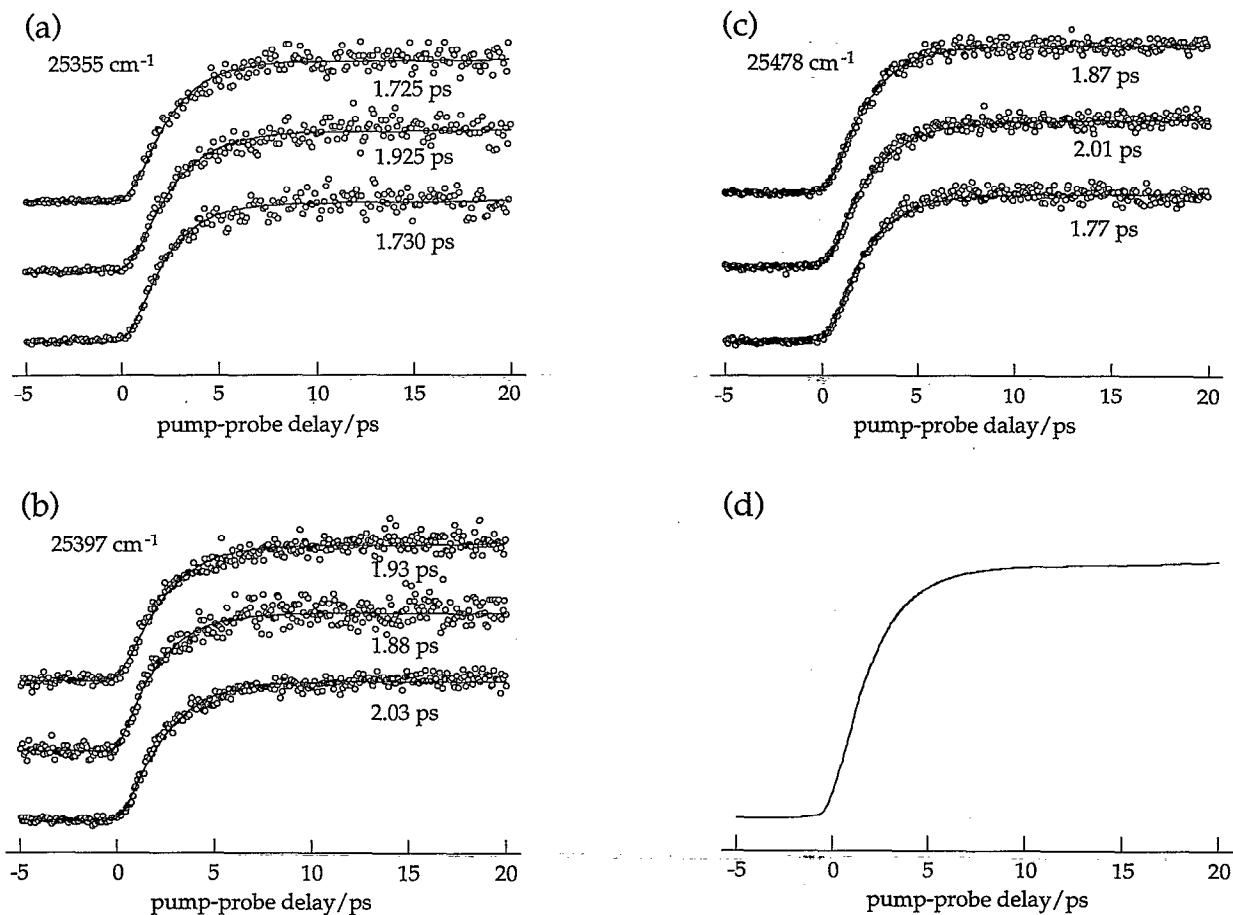 (a)
25355 cm⁻¹
1.725 ps
1.925 ps
1.730 ps
-5 0 5 10 15 20
pump-probe delay/ps
(b)
25397 cm⁻¹
1.93 ps
1.88 ps
2.03 ps
-5 0 5 10 15 20
pump-probe delay/ps
(c)
25478 cm⁻¹
1.87 ps
2.01 ps
1.77 ps
-5 0 5 10 15 20
pump-probe dalay/ps
(d)
-5 0 5 10 15 20
pump-probe delay/ps